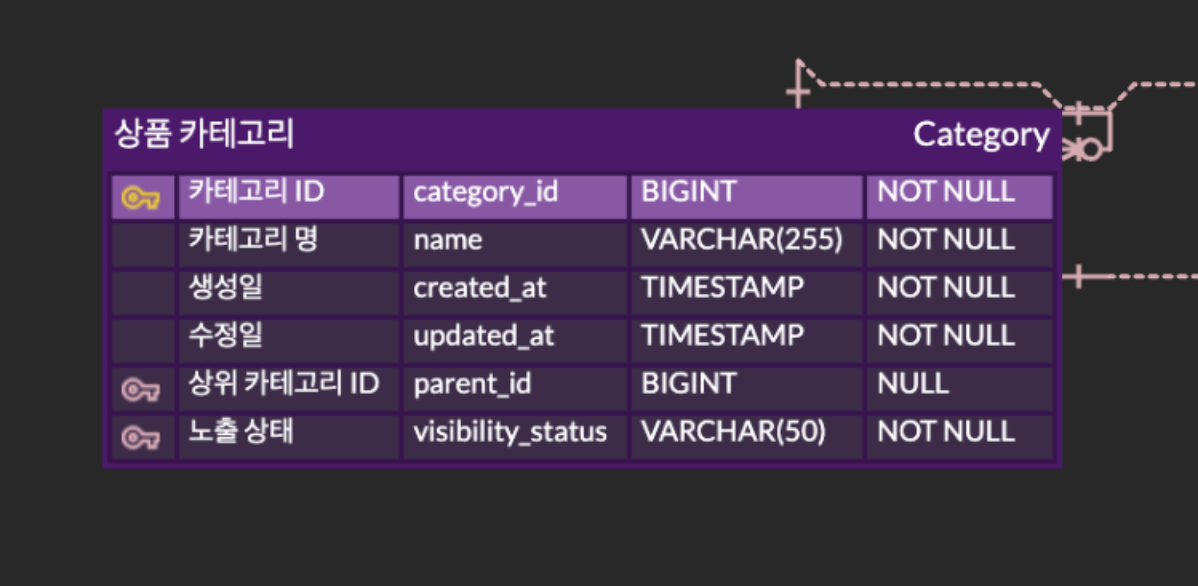 상품 카테고리 Category
카테고리 ID category_id BIGINT NOT NULL
카테고리 명 name VARCHAR(255) NOT NULL
생성일 created_at TIMESTAMP NOT NULL
수정일 updated_at TIMESTAMP NOT NULL
상위 카테고리 ID parent_id BIGINT NULL
노출 상태 visibility_status VARCHAR(50) NOT NULL